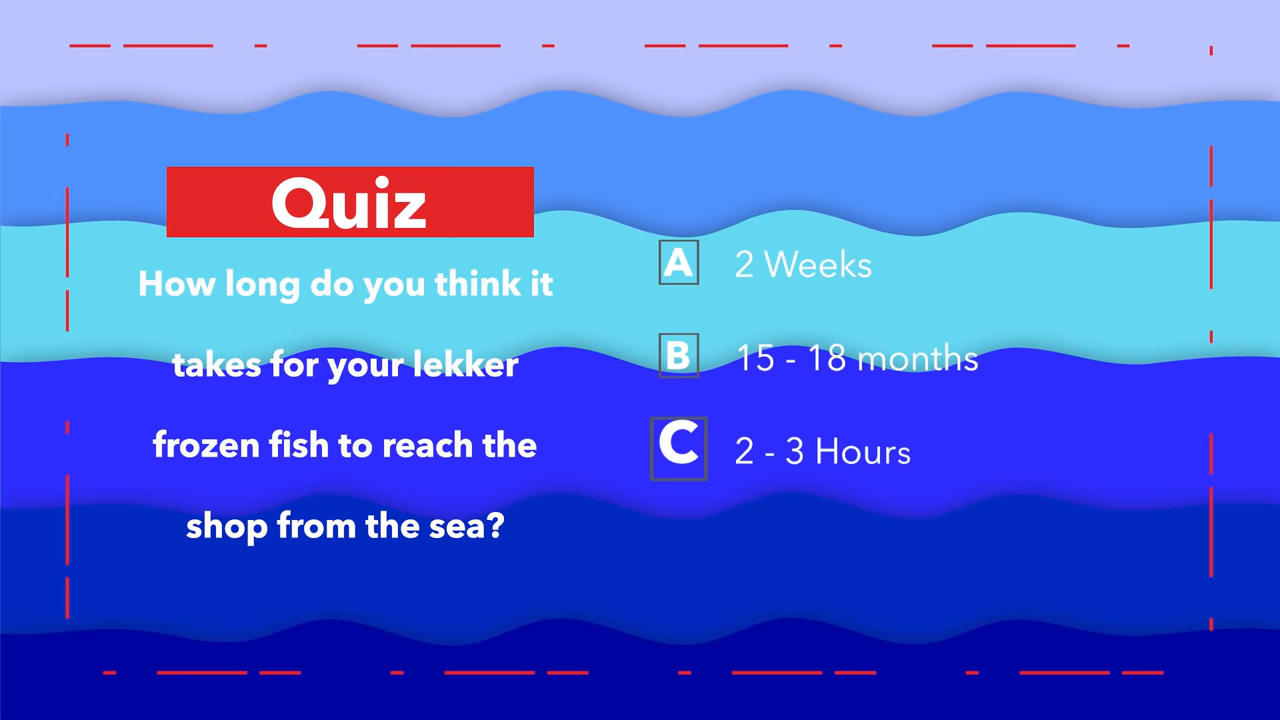 Quiz
How long do you think it
takes for your lekker
frozen fish to reach the
shop from the sea?
A 2 Weeks
B 15 - 18 months
C 2 - 3 Hours